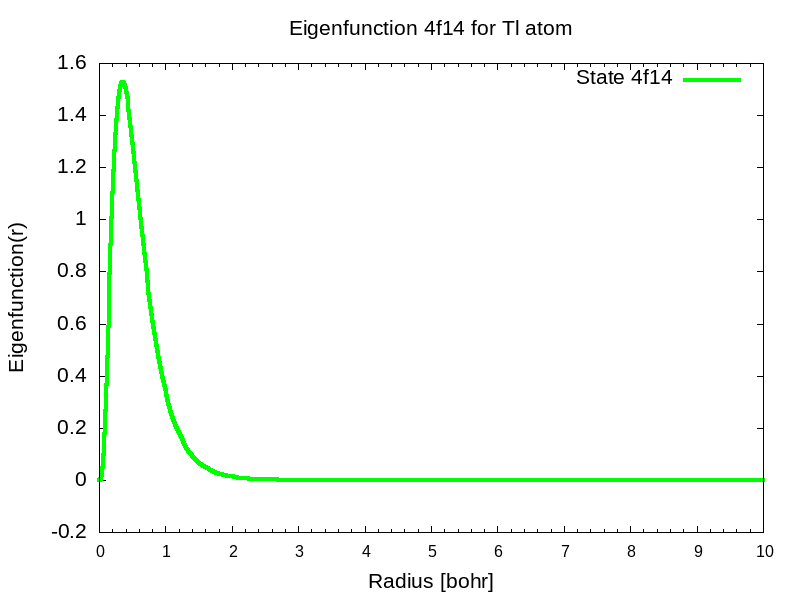 Eigenfunction 4f14 for Tl atom
State 4f14
Eigenfunction(r)
1.6
1.4
1.2
1
0.8
0.6
0.4
0.2
0
-0.2
0 1 2 3 4 5 6 7 8 9 10
Radius [bohr]